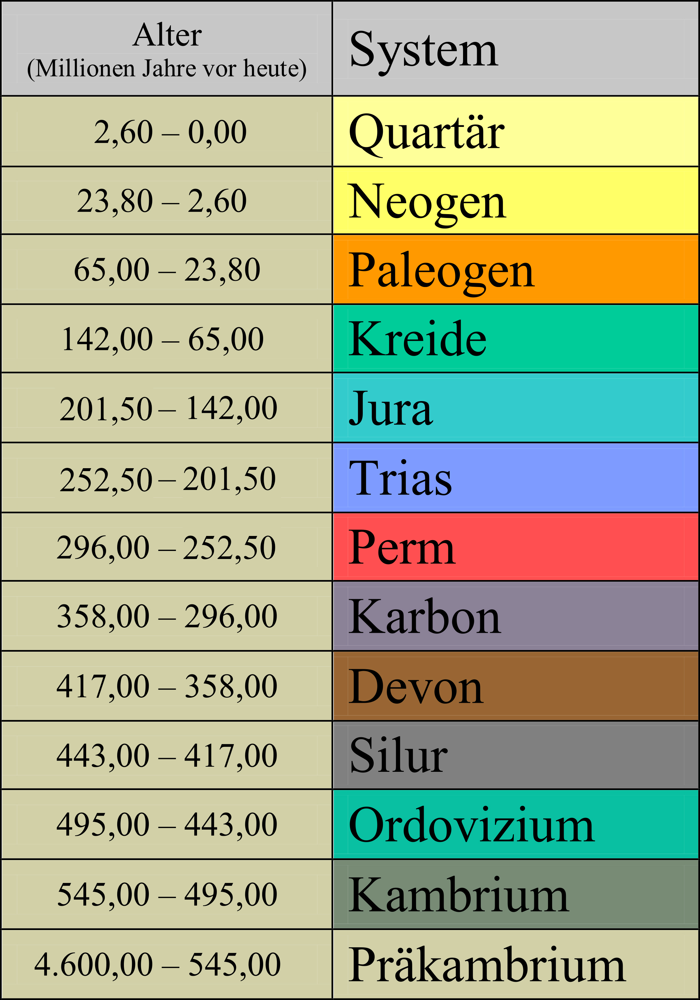 Alter
(Millionen Jahre vor heute)
System
2,60 – 0,00
Quartär
23,80 – 2,60
Neogen
65,00 – 23,80
Paleogen
142,00 – 65,00
Kreide
201,50 – 142,00
Jura
252,50 – 201,50
Trias
296,00 – 252,50
Perm
358,00 – 296,00
Karbon
417,00 – 358,00
Devon
443,00 – 417,00
Silur
495,00 – 443,00
Ordovizium
545,00 – 495,00
Kambrium
4.600,00 – 545,00
Präkambrium